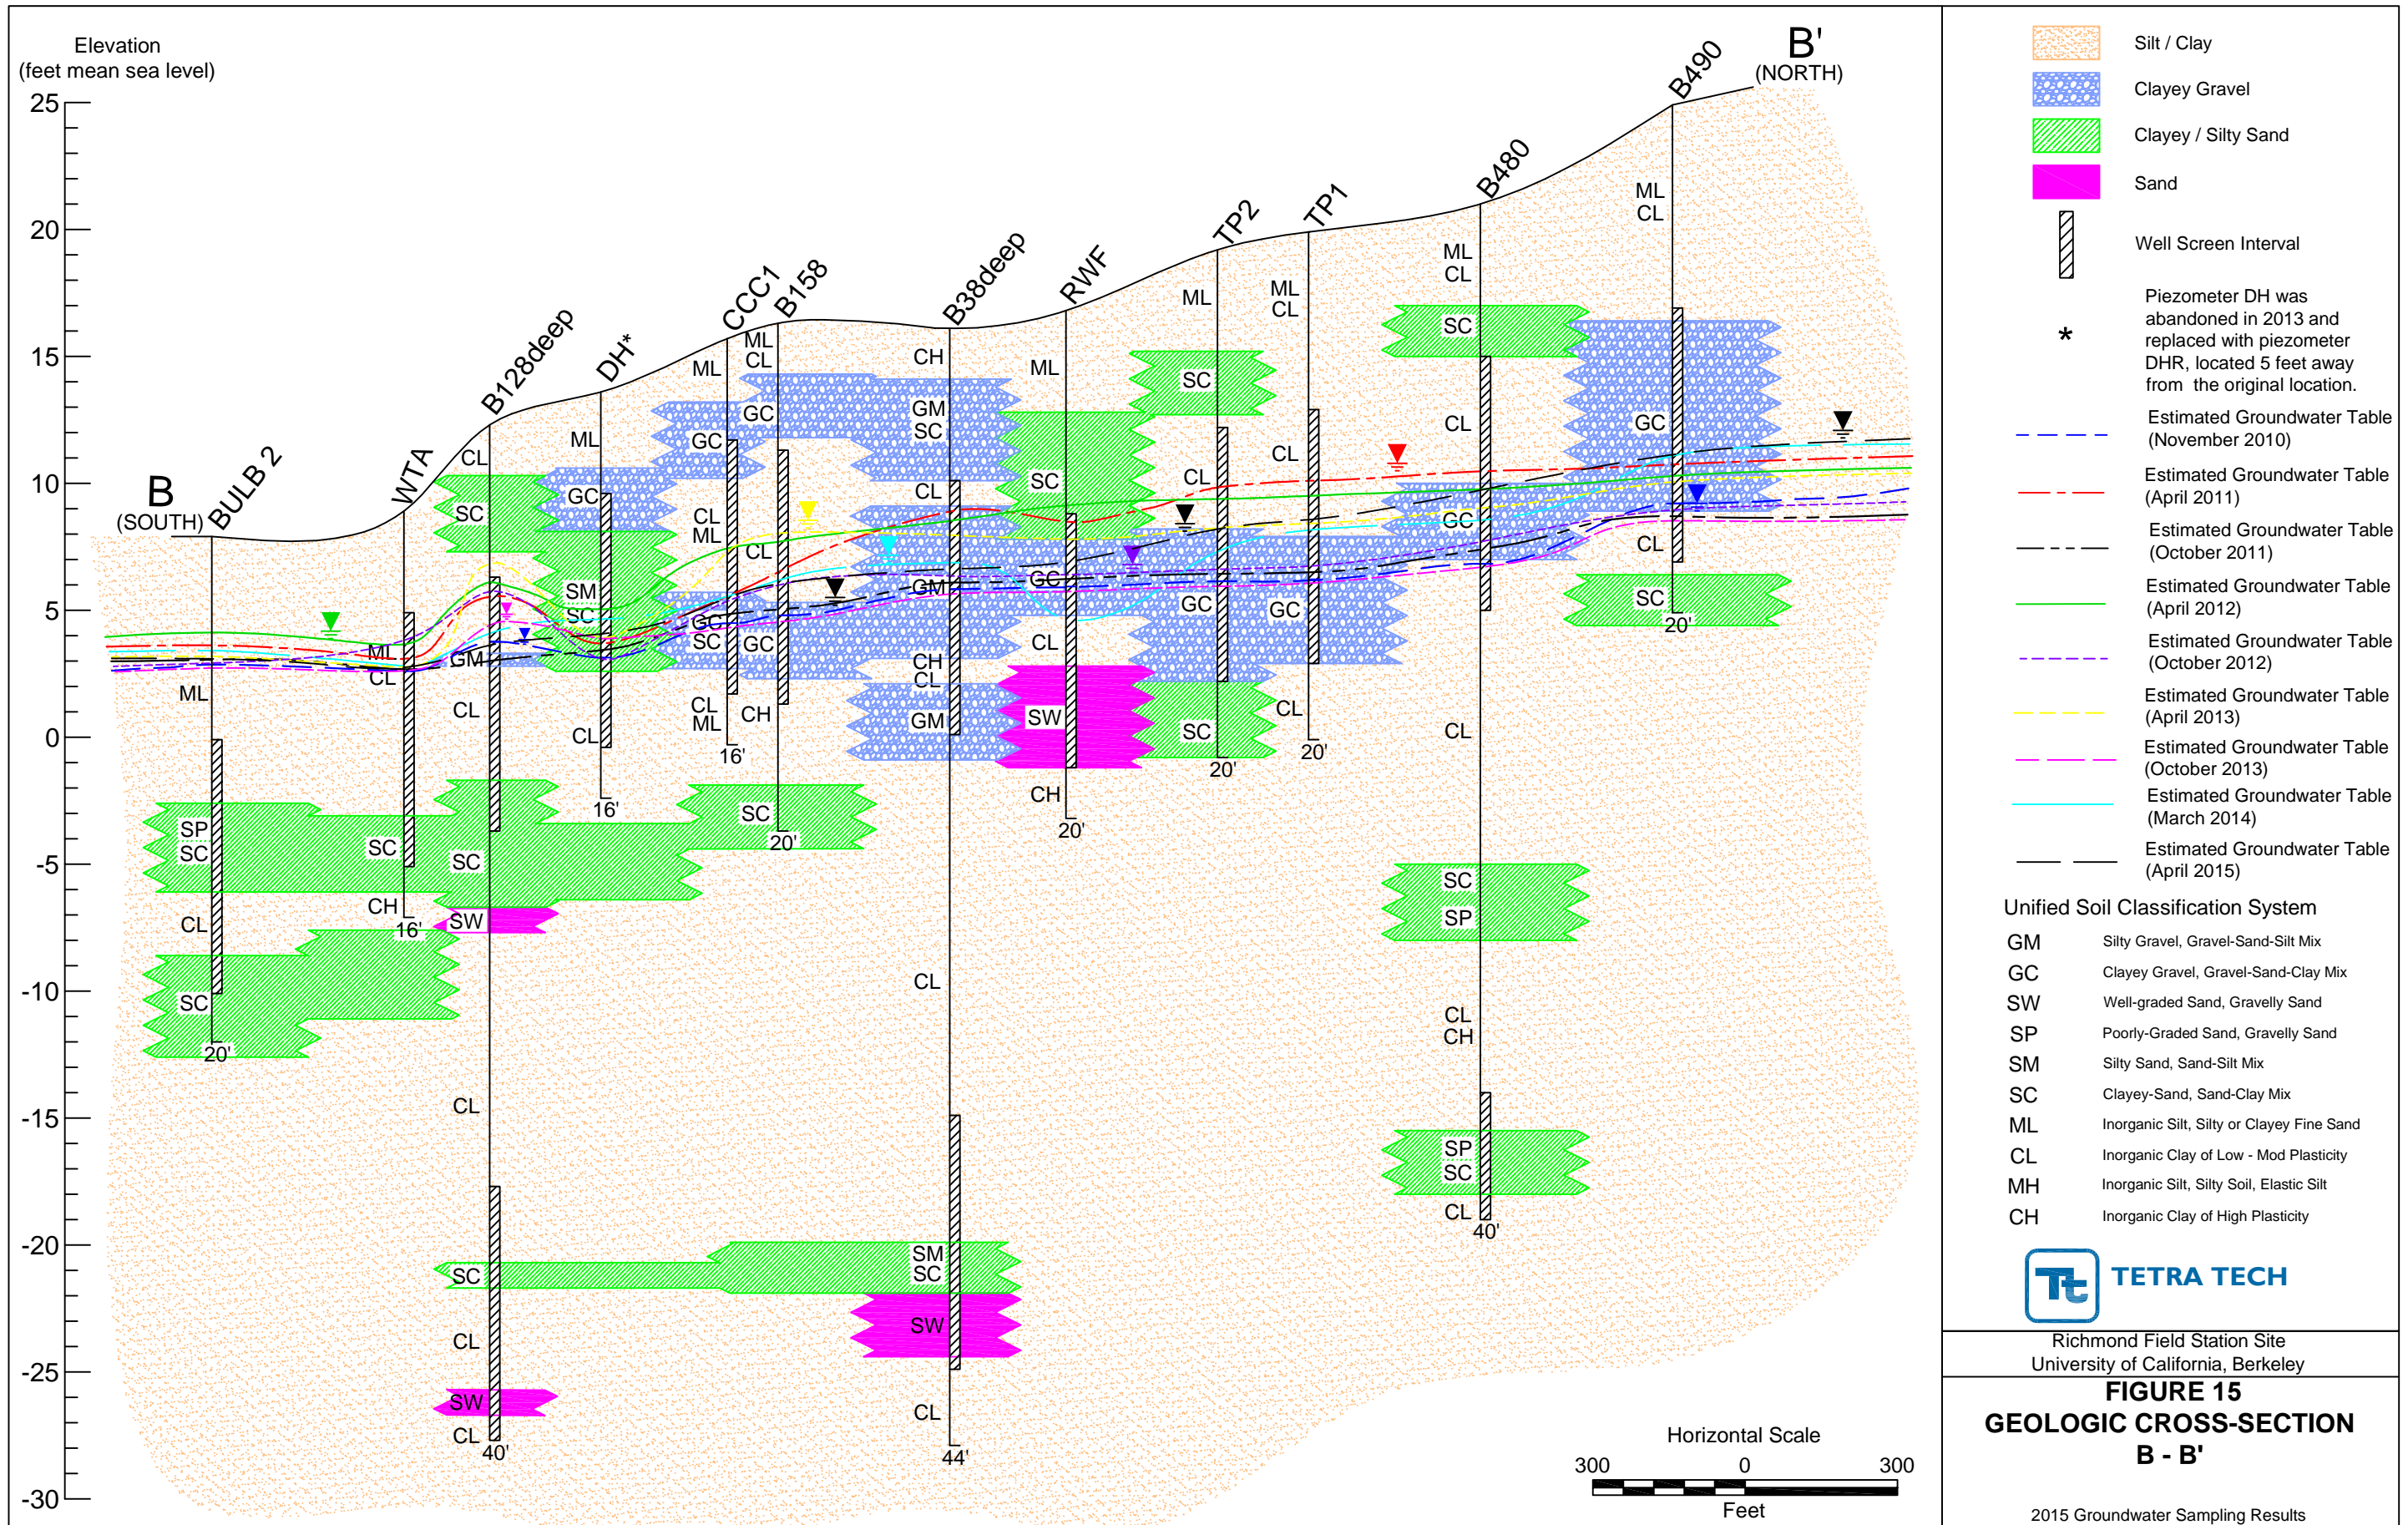 Elevation
(feet mean sea level)
25
20
15
10
5
0
-5
-10
-15
-20
-25
-30
B
(SOUTH)
B'
(NORTH)
BULB 2
WTA
B128deep
DH*
CCC1
B158
B38deep
RWF
TP2
TP1
B480
B490
ML
SP
SC
CL
SC
20'
ML
CL
SC
CH
16'
CL
SC
GM
CL
SC
SW
CL
SC
CL
SW
CL
40'
ML
GC
SM
SC
CL
16'
ML
GC
CL
ML
GC
SC
CL
ML
16'
ML
CL
GC
CL
GC
CH
SC
20'
CH
GM
SC
CL
GM
CH
CL
GM
CL
SM
SC
SW
CL
44'
ML
SC
GC
CL
SW
CH
20'
ML
SC
CL
GC
SC
20'
ML
CL
CL
GC
CL
20'
ML
CL
SC
CL
GC
CL
SC
SP
CL
CH
SP
SC
CL
40'
ML
CL
GC
CL
SC
20'
Horizontal Scale
300 0 300
Feet
Silt / Clay
Clayey Gravel
Clayey / Silty Sand
Sand
Well Screen Interval
*
Piezometer DH was
abandoned in 2013 and
replaced with piezometer
DHR, located 5 feet away
from the original location.
Estimated Groundwater Table
(November 2010)
Estimated Groundwater Table
(April 2011)
Estimated Groundwater Table
(October 2011)
Estimated Groundwater Table
(April 2012)
Estimated Groundwater Table
(October 2012)
Estimated Groundwater Table
(April 2013)
Estimated Groundwater Table
(October 2013)
Estimated Groundwater Table
(March 2014)
Estimated Groundwater Table
(April 2015)
Unified Soil Classification System
GM Silty Gravel, Gravel-Sand-Silt Mix
GC Clayey Gravel, Gravel-Sand-Clay Mix
SW Well-graded Sand, Gravelly Sand
SP Poorly-Graded Sand, Gravelly Sand
SM Silty Sand, Sand-Silt Mix
SC Clayey-Sand, Sand-Clay Mix
ML Inorganic Silt, Silty or Clayey Fine Sand
CL Inorganic Clay of Low - Mod Plasticity
MH Inorganic Silt, Silty Soil, Elastic Silt
CH Inorganic Clay of High Plasticity
Tt TETRA TECH
Richmond Field Station Site
University of California, Berkeley
FIGURE 15
GEOLOGIC CROSS-SECTION
B - B'
2015 Groundwater Sampling Results